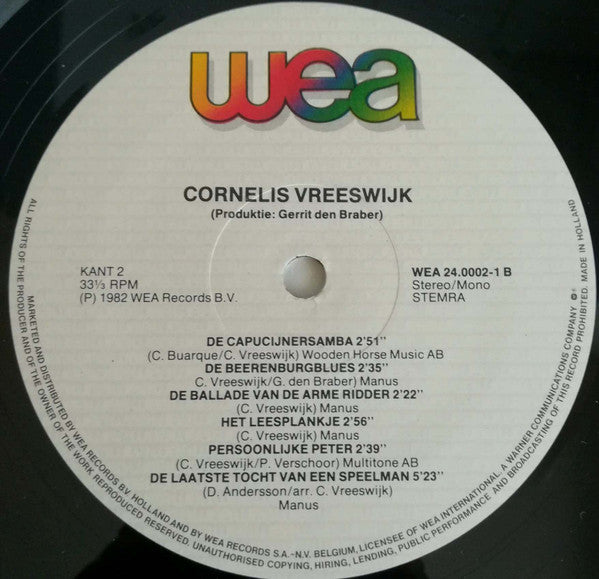 wea
CORNELIS VREESWIJK
(Produktie: Gerrit den Braber)
KANT 2
33⅓ RPM
(P) 1982 WEA Records B.V.
WEA 24.0002-1 B
Stereo/Mono
STEMRA
DE CAPUCIJNERSAMBA 2'51"
(C. Buarque/C. Vreeswijk) Wooden Horse Music AB
DE BEERENBURGBLUES 2'35"
C. Vreeswijk/G. den Braber) Manus
DE BALLADE VAN DE ARME RIDDER 2'22"
(C. Vreeswijk) Manus
HET LEESPLANKJE 2'56"
(C. Vreeswijk) Manus
PERSOONLIJKE PETER 2'39"
(C. Vreeswijk/P. Verschoor) Multitone AB
DE LAATSTE TOCHT VAN EEN SPEELMAN 5'23"
(D. Andersson/arr. C. Vreeswijk)
Manus
ALL RIGHTS OF THE PRODUCER AND OF THE OWNER OF THE WORK REPRODUCED RESERVED. UNAUTHORISED COPYING, HIRING, LENDING, PUBLIC PERFORMANCE AND BROADCASTING OF THIS RECORD PROHIBITED. MADE IN HOLLAND
MARKETED AND DISTRIBUTED BY WEA RECORDS BV. HOLLAND AND BY WEA RECORDS S.A.-N.V. BELGIUM, LICENSEE OF WEA INTERNATIONAL, A WARNER COMMUNICATIONS COMPANY ®